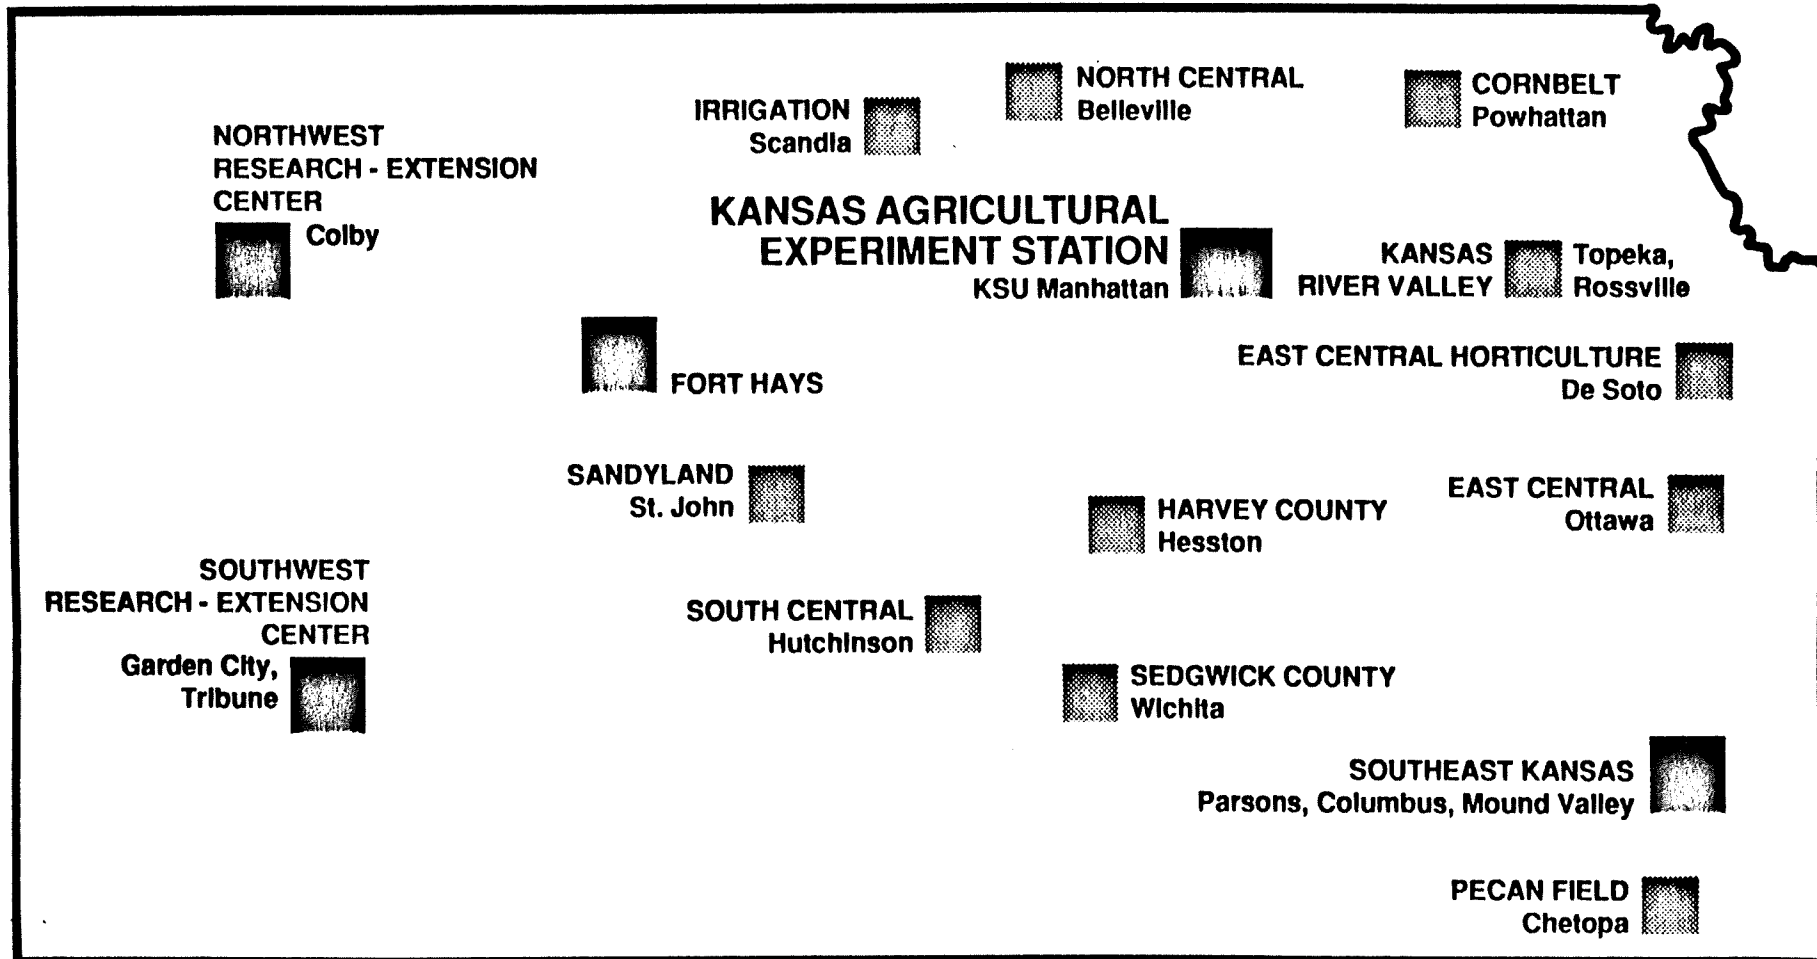 NORTH CENTRAL
Belleville
CORNBELT
Powhattan
IRRIGATION
Scandia
NORTHWEST
RESEARCH - EXTENSION
CENTER
Colby
KANSAS AGRICULTURAL
EXPERIMENT STATION
KSU Manhattan
KANSAS
RIVER VALLEY
Topeka,
Rossville
FORT HAYS
EAST CENTRAL HORTICULTURE
De Soto
SANDYLAND
St. John
HARVEY COUNTY
Hesston
EAST CENTRAL
Ottawa
SOUTHWEST
RESEARCH - EXTENSION
CENTER
Garden City,
Tribune
SOUTH CENTRAL
Hutchinson
SEDGWICK COUNTY
Wichita
SOUTHEAST KANSAS
Parsons, Columbus, Mound Valley
PECAN FIELD
Chetopa